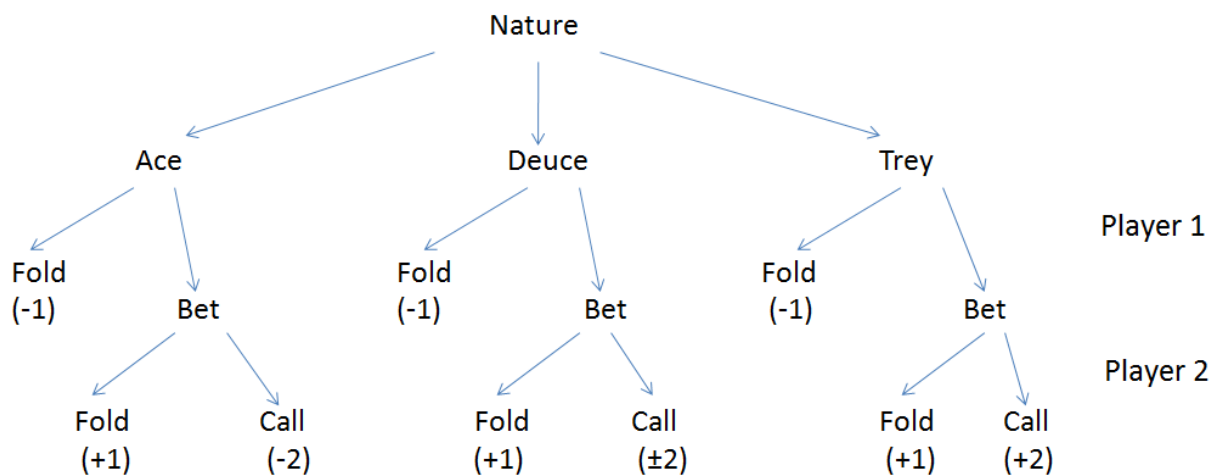 Nature
Ace Deuce Trey
Player 1
Fold Fold Fold
(-1) Bet (-1) Bet (-1) Bet
Player 2
Fold Call Fold Call Fold Call
(+1) (-2) (+1) (±2) (+1) (+2)